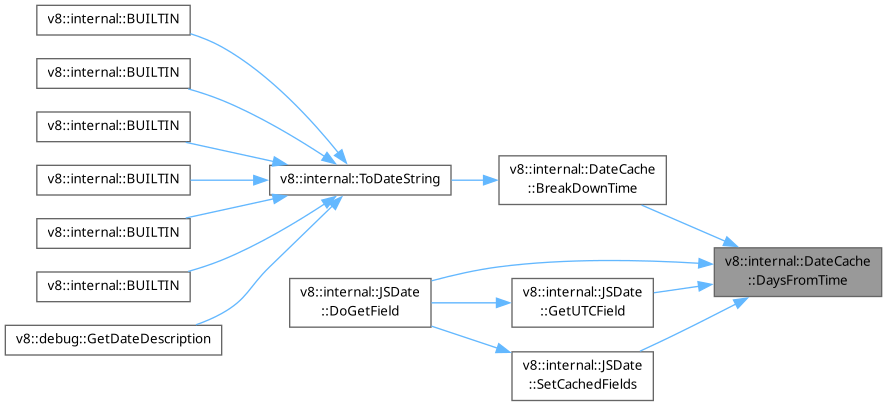 v8::internal::BUILTIN
v8::internal::BUILTIN
v8::internal::BUILTIN
v8::internal::BUILTIN
v8::internal::BUILTIN
v8::internal::BUILTIN
v8::debug::GetDateDescription
v8::internal::ToDateString
v8::internal::JSDate
::DoGetField
v8::internal::DateCache
::BreakDownTime
v8::internal::JSDate
::GetUTCField
v8::internal::JSDate
::SetCachedFields
v8::internal::DateCache
::DaysFromTime